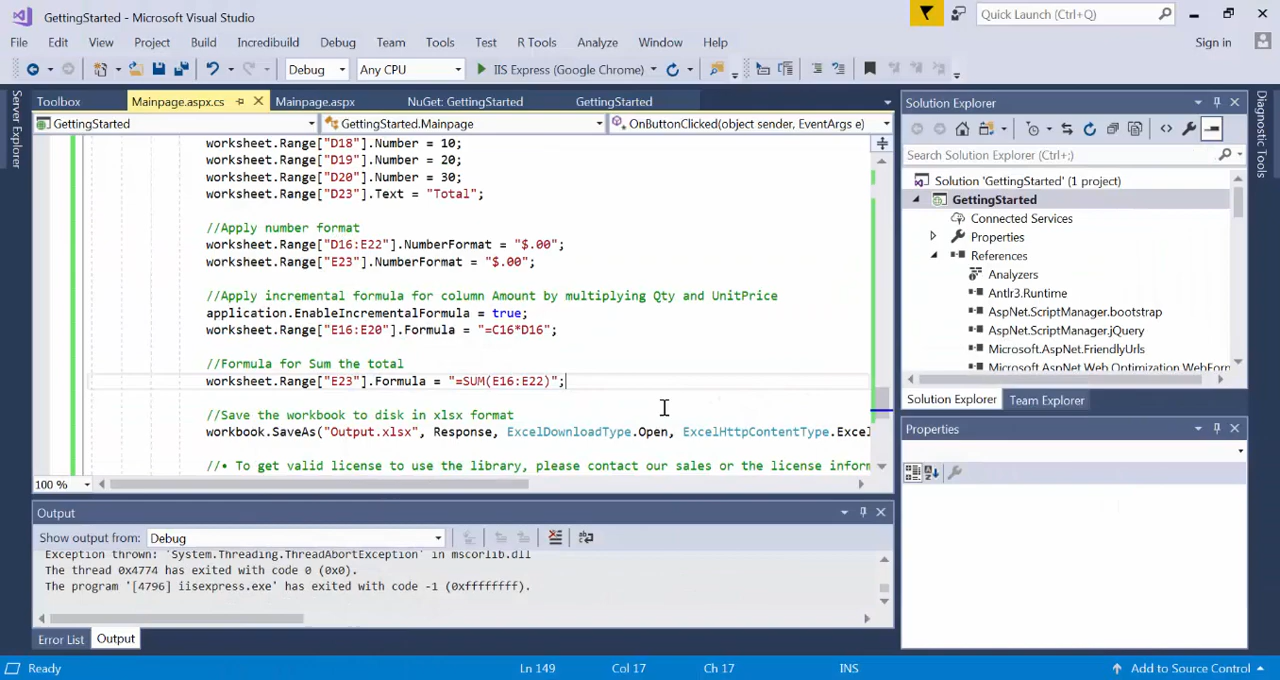 GettingStarted - Microsoft Visual Studio
Quick Launch (Ctrl+Q)
File Edit View Project Build Incredibuild Debug Team Tools Test R Tools Analyze Window Help
Sign in
Debug Any CPU IIS Express (Google Chrome)
Server Explorer
Toolbox Mainpage.aspx.cs Mainpage.aspx NuGet: GettingStarted GettingStarted
GettingStarted GettingStarted.Mainpage OnButtonClicked(object sender, EventArgs e)
worksheet.Range["D18"].Number = 10;
worksheet.Range["D19"].Number = 20;
worksheet.Range["D20"].Number = 30;
worksheet.Range["D23"].Text = "Total";
//Apply number format
worksheet.Range["D16:E22"].NumberFormat = "$.00";
worksheet.Range["E23"].NumberFormat = "$.00";
//Apply incremental formula for column Amount by multiplying Qty and UnitPrice
application.EnableIncrementalFormula = true;
worksheet.Range["E16:E20"].Formula = "=C16*D16";
//Formula for Sum the total
worksheet.Range["E23"].Formula = "=SUM(E16:E22)";
//Save the workbook to disk in xlsx format
workbook.SaveAs("Output.xlsx", Response, ExcelDownloadType.Open, ExcelHttpContentType.Excel
//• To get valid license to use the library, please contact our sales or the license inform
100 %
Output
Show output from: Debug
Exception thrown: 'System.Threading.ThreadAbortException' in mscorlib.dll
The thread 0x4774 has exited with code 0 (0x0).
The program '[4796] iisexpress.exe' has exited with code -1 (0xffffffff).
Error List Output
Solution Explorer
Search Solution Explorer (Ctrl+;)
Solution 'GettingStarted' (1 project)
GettingStarted
Connected Services
Properties
References
Analyzers
Antlr3.Runtime
AspNet.ScriptManager.bootstrap
AspNet.ScriptManager.jQuery
Microsoft.AspNet.FriendlyUrls
Microsoft.AspNet.Web.Optimization.WebForm
Solution Explorer Team Explorer
Properties
Diagnostic Tools
Ready Ln 149 Col 17 Ch 17 INS Add to Source Control